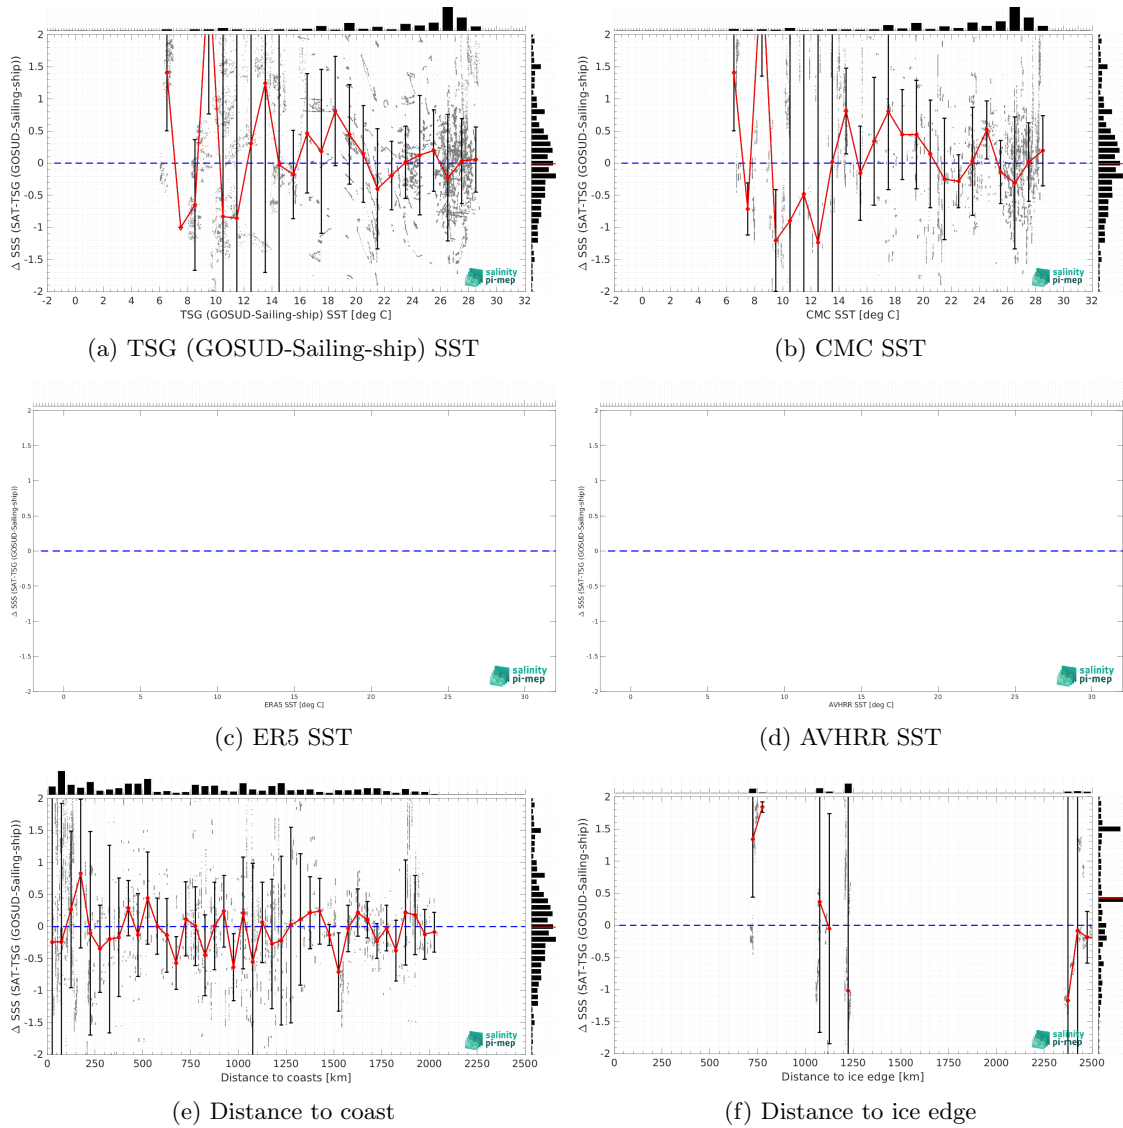 Δ SSS (SAT-TSG (GOSUD-Sailing-ship))
2
1.5
1
0.5
0
-0.5
-1
-1.5
-2
-2 0 2 4 6 8 10 12 14 16 18 20 22 24 26 28 30 32
TSG (GOSUD-Sailing-ship) SST [deg C]
salinity
pi-mep
(a) TSG (GOSUD-Sailing-ship) SST
Δ SSS (SAT-TSG (GOSUD-Sailing-ship))
2
1.5
1
0.5
0
-0.5
-1
-1.5
-2
-2 0 2 4 6 8 10 12 14 16 18 20 22 24 26 28 30 32
CMC SST [deg C]
salinity
pi-mep
(b) CMC SST
Δ SSS (SAT-TSG (GOSUD-Sailing-ship))
2
1.5
1
0.5
0
-0.5
-1
-1.5
-2
0 5 10 15 20 25 30
ERA5 SST [deg C]
salinity
pi-mep
(c) ER5 SST
Δ SSS (SAT-TSG (GOSUD-Sailing-ship))
2
1.5
1
0.5
0
-0.5
-1
-1.5
-2
0 5 10 15 20 25 30
AVHRR SST [deg C]
salinity
pi-mep
(d) AVHRR SST
Δ SSS (SAT-TSG (GOSUD-Sailing-ship))
2
1.5
1
0.5
0
-0.5
-1
-1.5
-2
0 250 500 750 1000 1250 1500 1750 2000 2250 2500
Distance to coasts [km]
salinity
pi-mep
(e) Distance to coast
Δ SSS (SAT-TSG (GOSUD-Sailing-ship))
2
1.5
1
0.5
0
-0.5
-1
-1.5
-2
0 250 500 750 1000 1250 1500 1750 2000 2250 2500
Distance to ice edge [km]
salinity
pi-mep
(f) Distance to ice edge